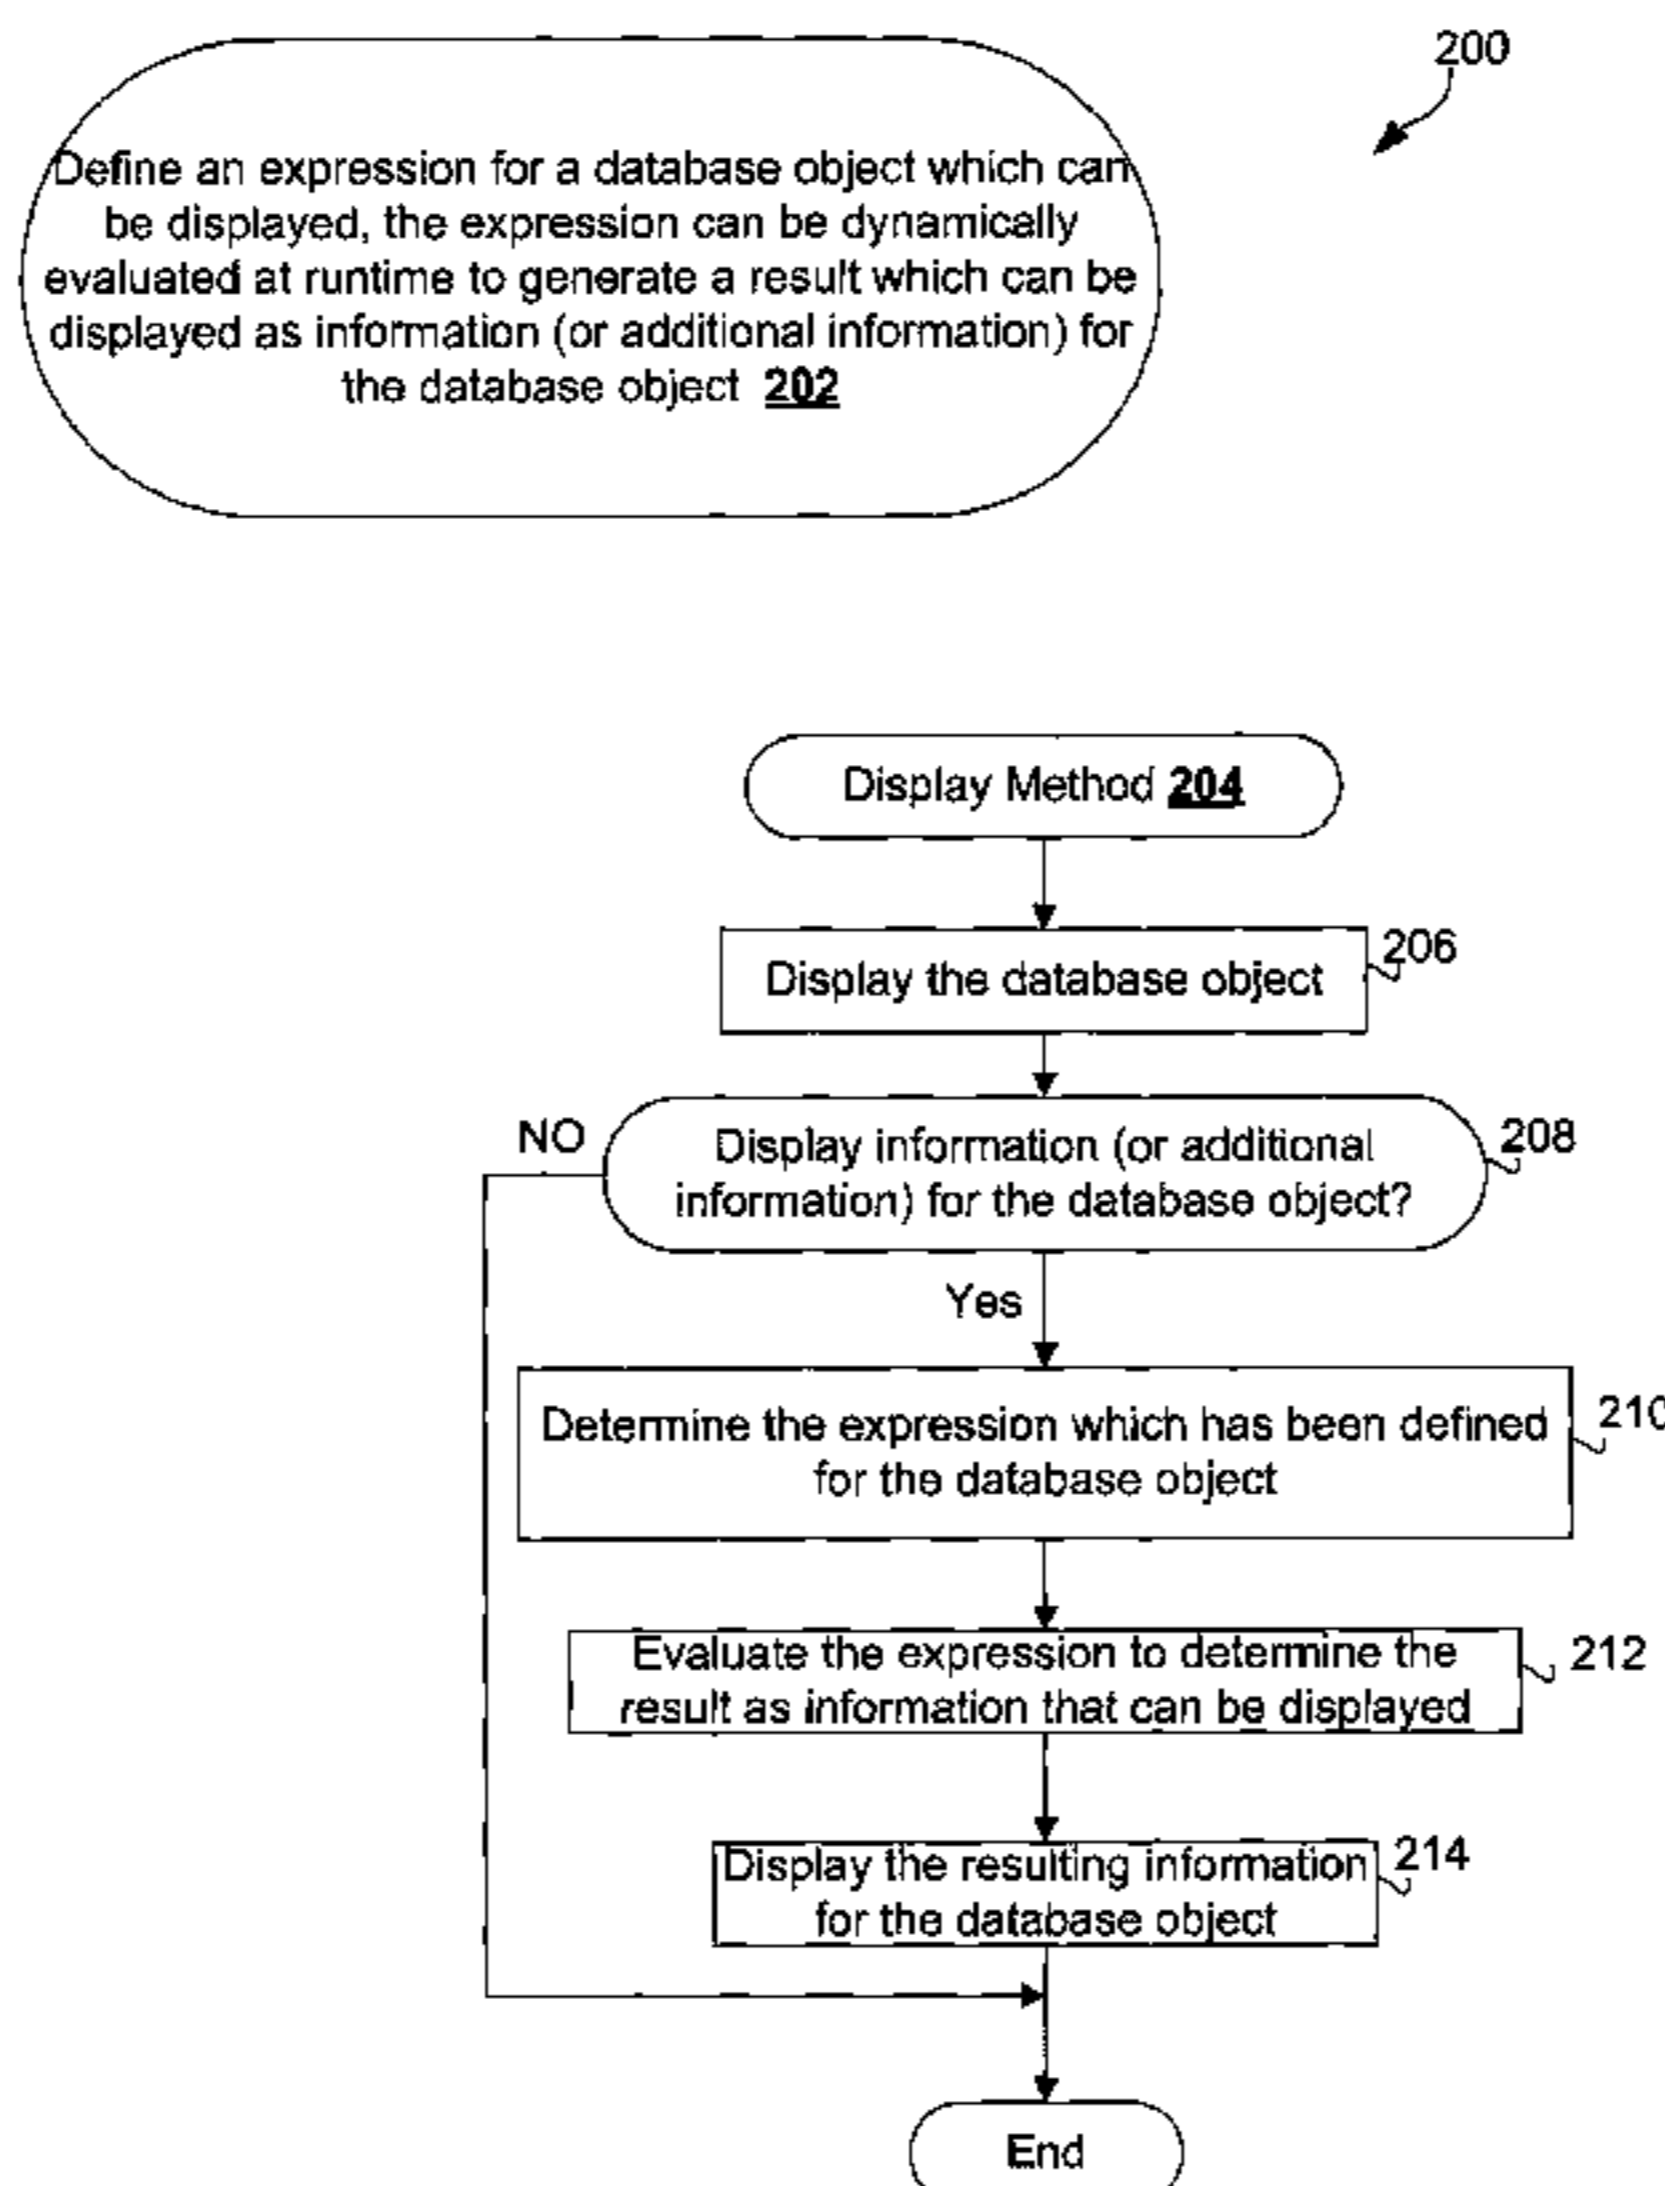 200
Define an expression for a database object which can
be displayed, the expression can be dynamically
evaluated at runtime to generate a result which can be
displayed as information (or additional information) for
the database object 202
Display Method 204
Display the database object
206
NO
Display information (or additional
information) for the database object?
208
Yes
Determine the expression which has been defined
for the database object
210
Evaluate the expression to determine the
result as information that can be displayed
212
Display the resulting information
for the database object
214
End